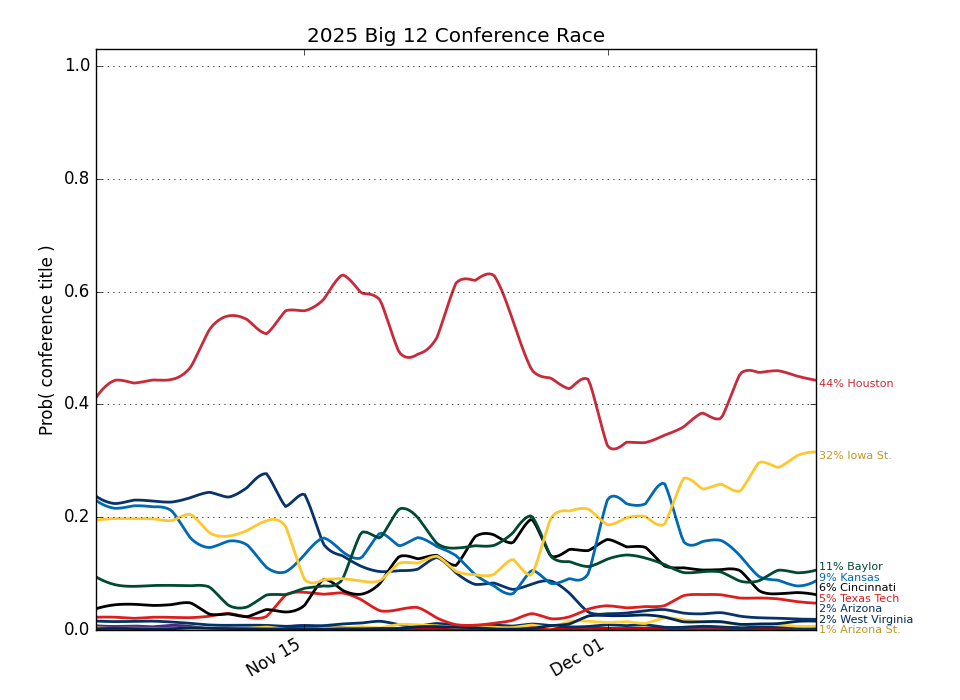 2025 Big 12 Conference Race
Prob( conference title )
1.0
0.8
0.6
0.4
0.2
0.0
Nov 15
Dec 01
44% Houston
32% Iowa St.
11% Baylor
9% Kansas
6% Cincinnati
5% Texas Tech
2% Arizona
2% West Virginia
1% Arizona St.